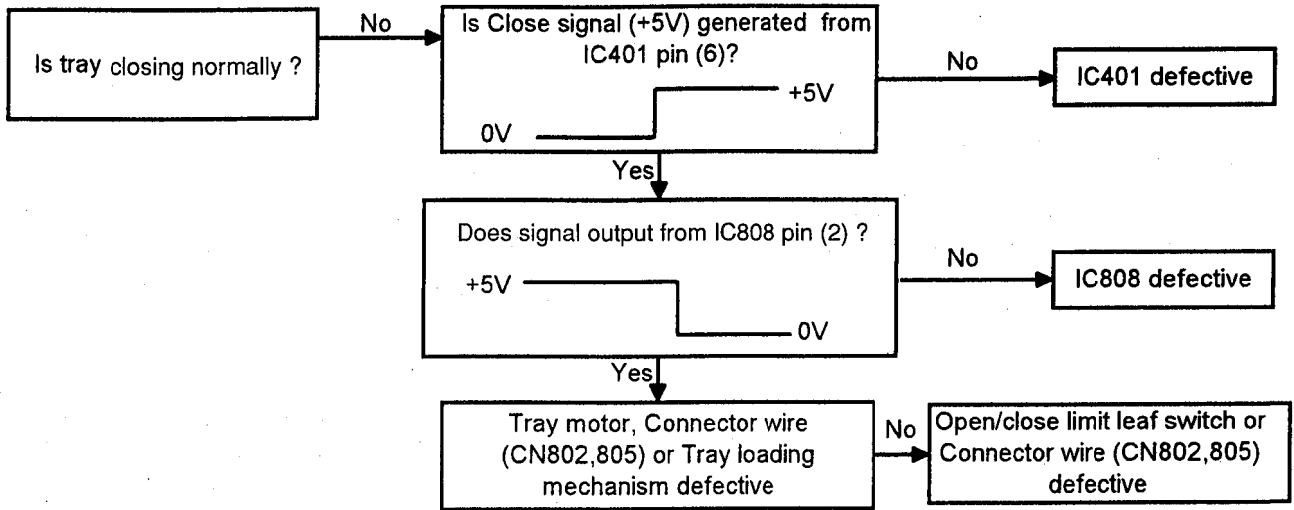 Is tray closing normally ?
No
Is Close signal (+5V) generated from
IC401 pin (6)?
+5V
0V
No
IC401 defective
Yes
Does signal output from IC808 pin (2) ?
+5V
0V
No
IC808 defective
Yes
Tray motor, Connector wire
(CN802,805) or Tray loading
mechanism defective
No
Open/close limit leaf switch or
Connector wire (CN802,805)
defective